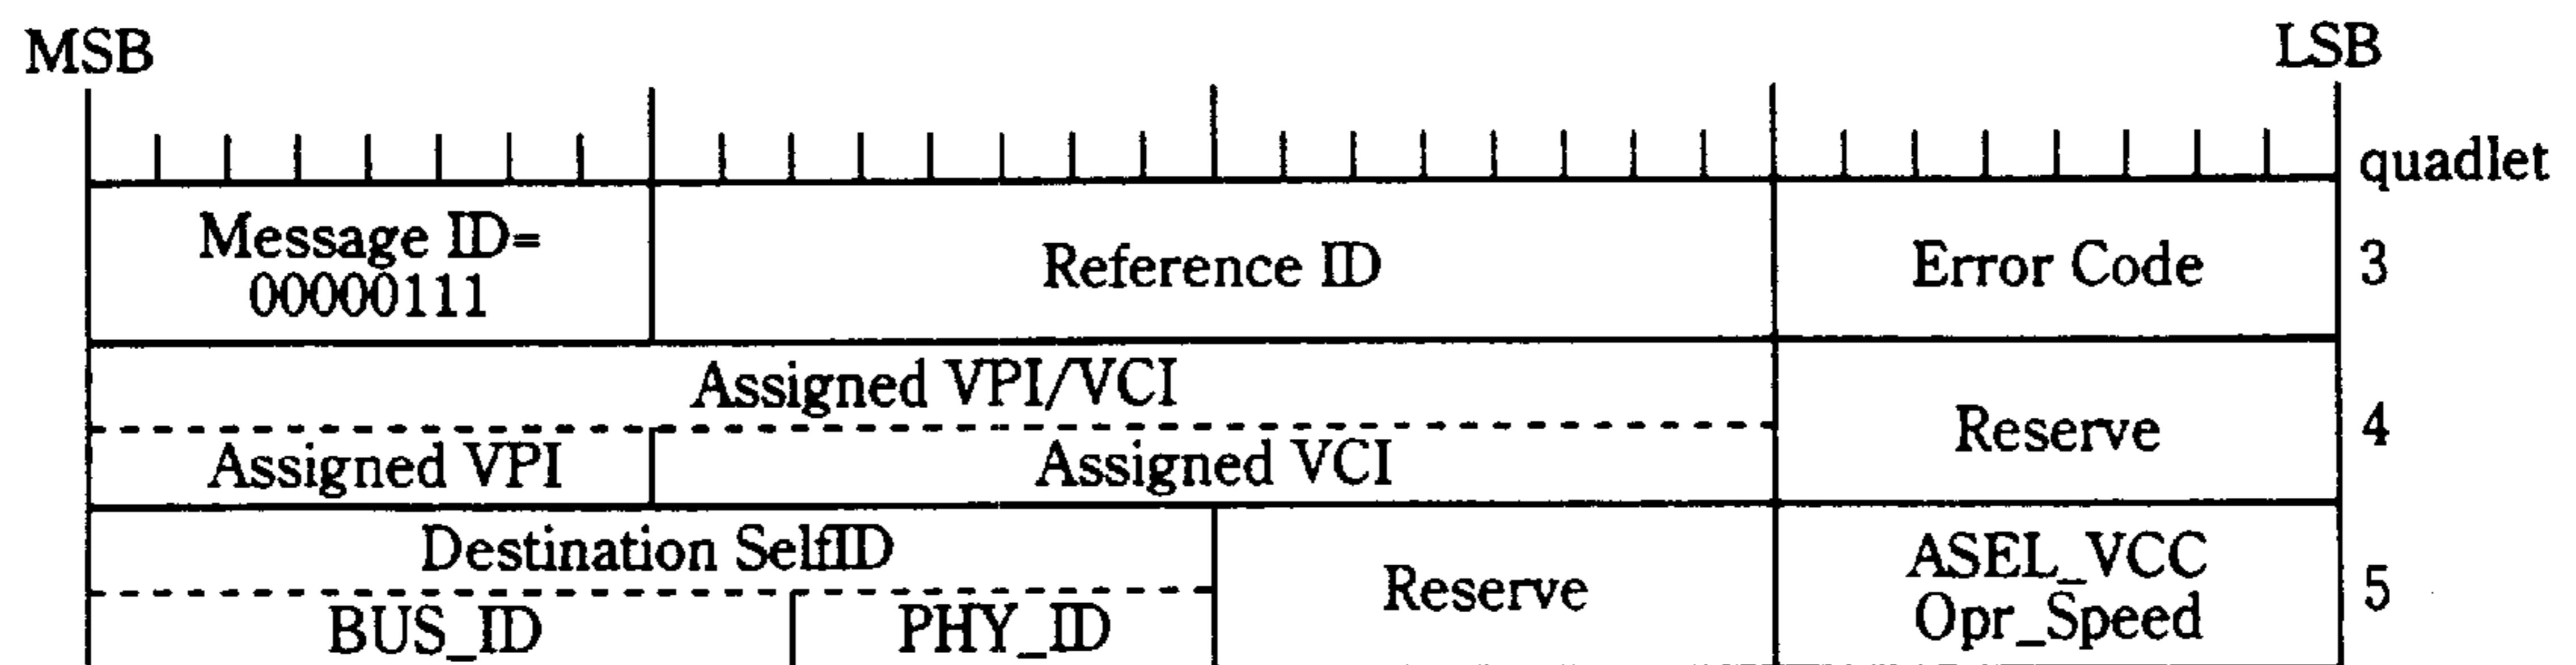 MSB
LSB
quadlet
Message ID=
00000111
Reference ID
Error Code
3
Assigned VPI/VCI
Assigned VPI
Assigned VCI
Reserve
4
Destination SelfID
BUS_ID
PHY_ID
Reserve
ASEL_VCC
Opr_Speed
5